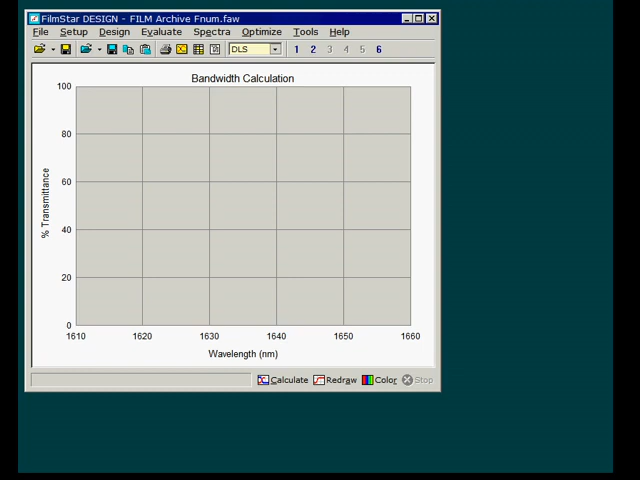 FilmStar DESIGN - FILM Archive Fnum.faw
File Setup Design Evaluate Spectra Optimize Tools Help
DLS 1 2 3 4 5 6
Bandwidth Calculation
100
80
60
40
20
0
% Transmittance
1610 1620 1630 1640 1650 1660
Wavelength (nm)
Calculate Redraw Color Stop